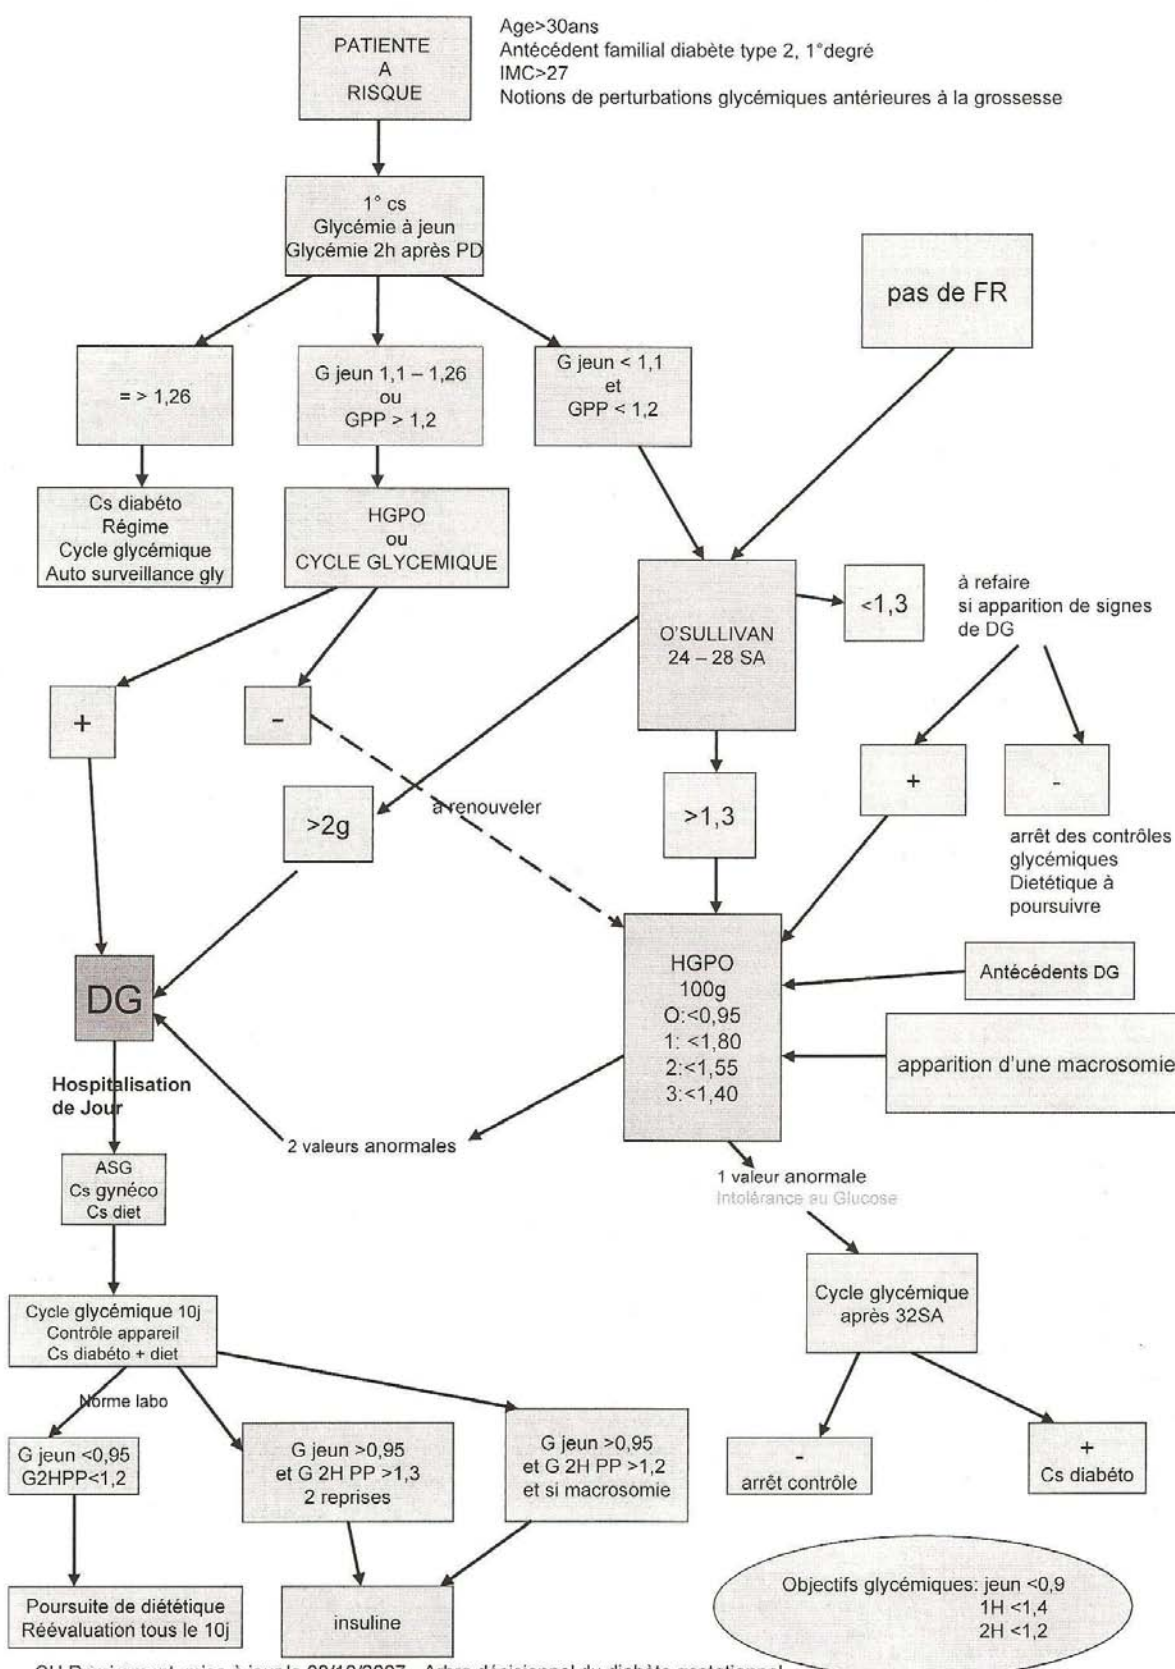 PATIENTE
A
RISQUE
Age>30ans
Antécédent familial diabète type 2, 1°degré
IMC>27
Notions de perturbations glycémiques antérieures à la grossesse
1° cs
Glycémie à jeun
Glycémie 2h après PD
pas de FR
= > 1,26
G jeun 1,1 – 1,26
ou
GPP > 1,2
G jeun < 1,1
et
GPP < 1,2
Cs diabéto
Régime
Cycle glycémique
Auto surveillance gly
HGPO
ou
CYCLE GLYCEMIQUE
O'SULLIVAN
24 – 28 SA
<1,3
à refaire
si apparition de signes
de DG
+
-
+
-
>2g
à renouveler
>1,3
arrêt des contrôles
glycémiques
Dietétique à
poursuivre
DG
HGPO
100g
O:<0,95
1: <1,80
2:<1,55
3:<1,40
Antécédents DG
apparition d'une macrosomie
Hospitalisation
de Jour
2 valeurs anormales
ASG
Cs gynéco
Cs diet
1 valeur anormale
Intolérance au Glucose
Cycle glycémique 10j
Contrôle appareil
Cs diabéto + diet
Cycle glycémique
après 32SA
Norme labo
G jeun <0,95
G2HPP<1,2
G jeun >0,95
et G 2H PP >1,3
2 reprises
G jeun >0,95
et G 2H PP >1,2
et si macrosomie
-
arrêt contrôle
+
Cs diabéto
Poursuite de diététique
Réévaluation tous le 10j
insuline
Objectifs glycémiques: jeun <0,9
1H <1,4
2H <1,2